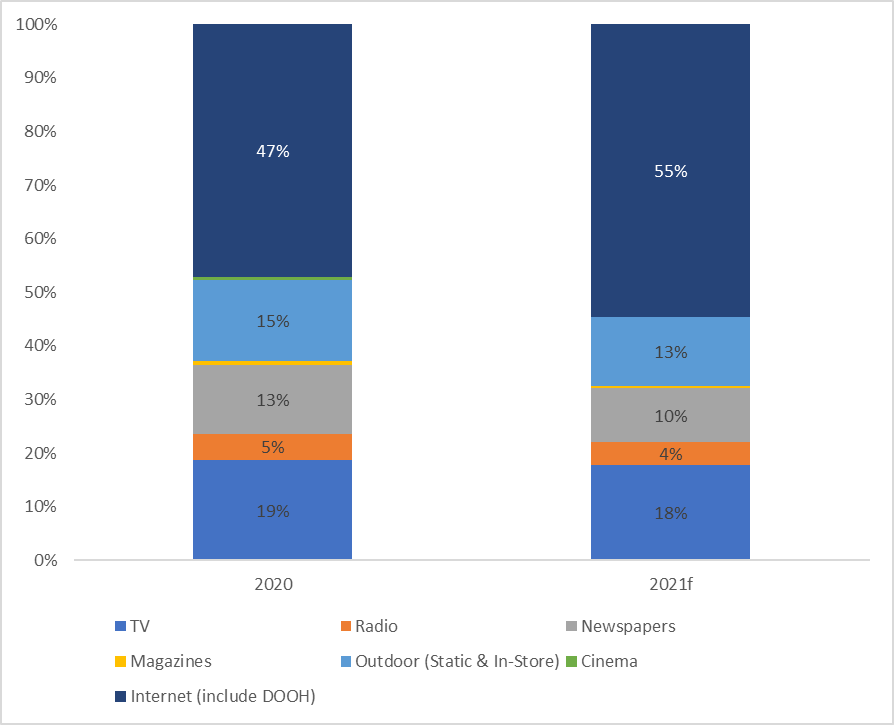 100%
90%
80%
70%
60%
50%
40%
30%
20%
10%
0%
47%
15%
13%
5%
19%
55%
13%
10%
4%
18%
2020
2021f
TV
Radio
Newspapers
Magazines
Outdoor (Static & In-Store)
Cinema
Internet (include DOOH)